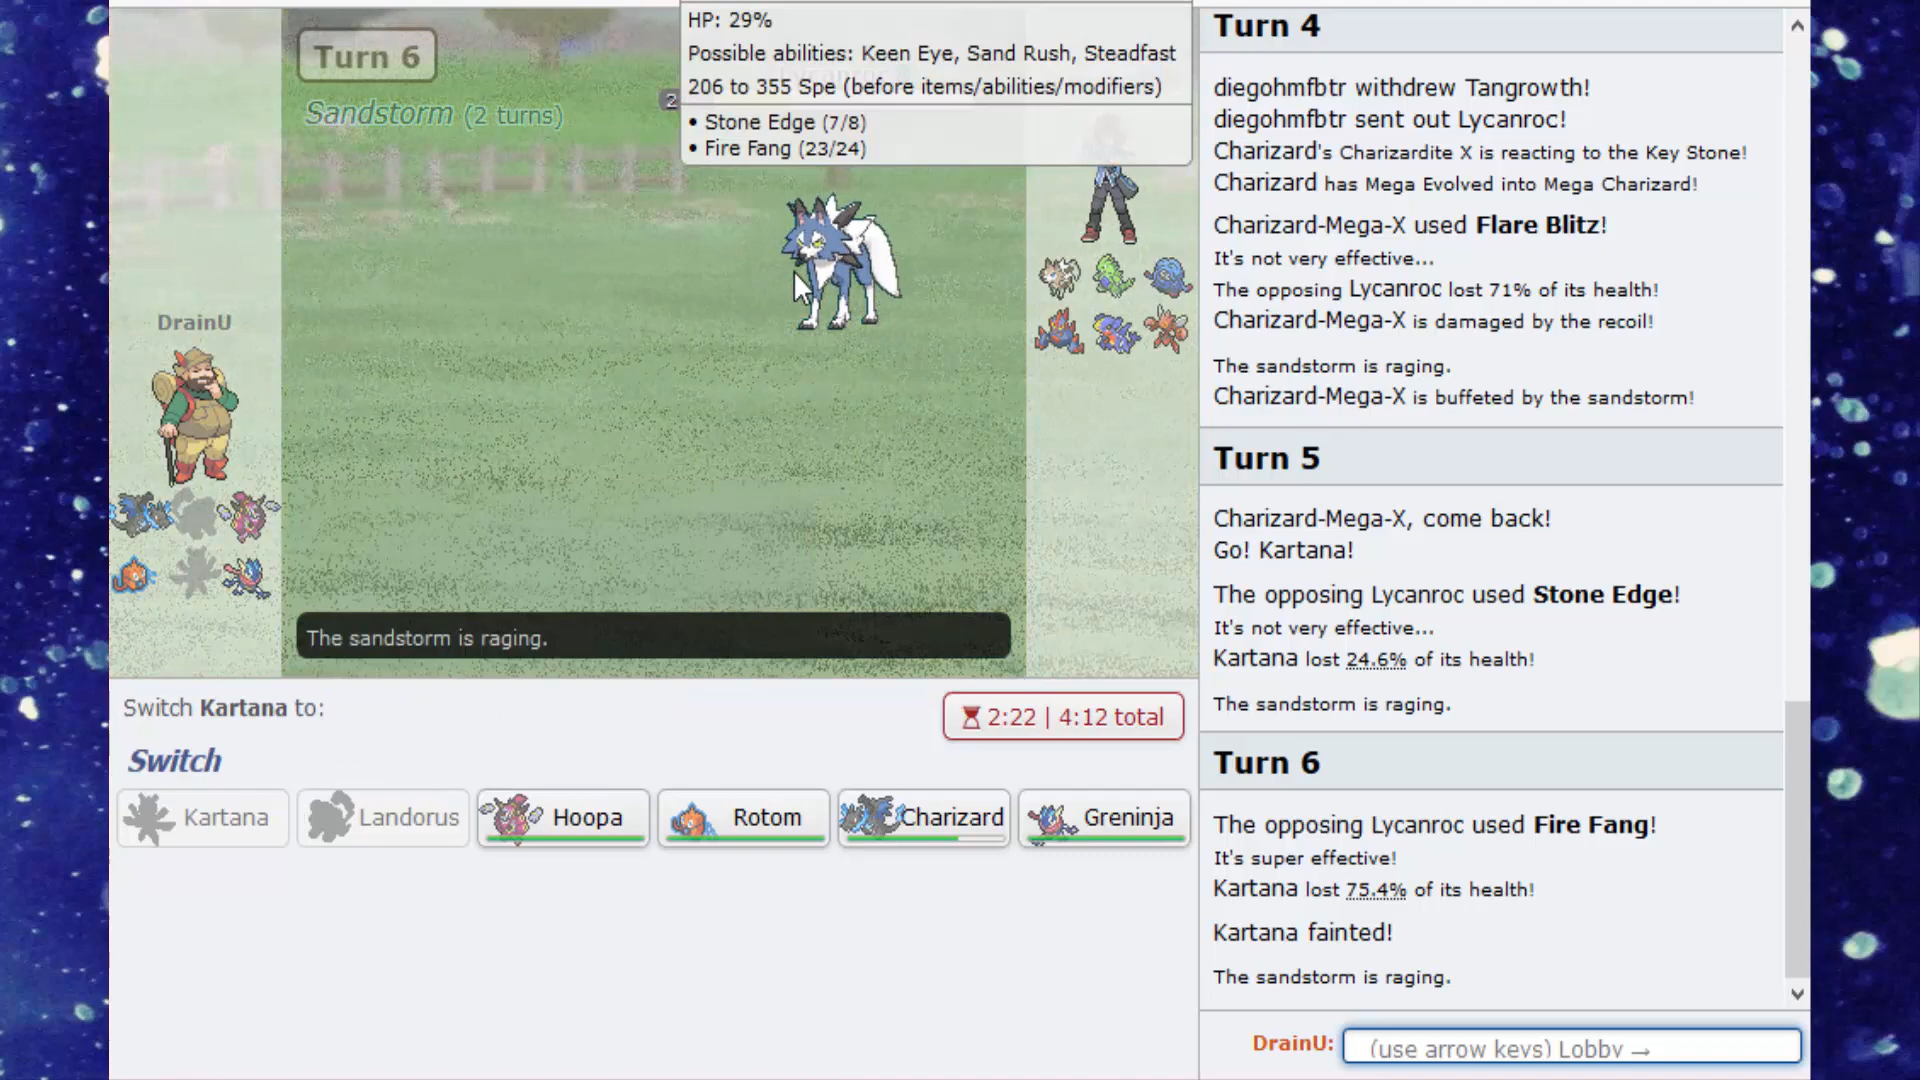 Turn 6
Sandstorm (2 turns)
HP: 29%
Possible abilities: Keen Eye, Sand Rush, Steadfast
206 to 355 Spe (before items/abilities/modifiers)
• Stone Edge (7/8)
• Fire Fang (23/24)
DrainU
The sandstorm is raging.
Switch Kartana to:
2:22 | 4:12 total
Switch
Kartana
Landorus
Hoopa
Rotom
Charizard
Greninja
Turn 4
diegohmfbtr withdrew Tangrowth!
diegohmfbtr sent out Lycanroc!
Charizard's Charizardite X is reacting to the Key Stone!
Charizard has Mega Evolved into Mega Charizard!
Charizard-Mega-X used Flare Blitz!
It's not very effective...
The opposing Lycanroc lost 71% of its health!
Charizard-Mega-X is damaged by the recoil!
The sandstorm is raging.
Charizard-Mega-X is buffeted by the sandstorm!
Turn 5
Charizard-Mega-X, come back!
Go! Kartana!
The opposing Lycanroc used Stone Edge!
It's not very effective...
Kartana lost 24.6% of its health!
The sandstorm is raging.
Turn 6
The opposing Lycanroc used Fire Fang!
It's super effective!
Kartana lost 75.4% of its health!
Kartana fainted!
The sandstorm is raging.
DrainU:
(use arrow keys) Lobby →